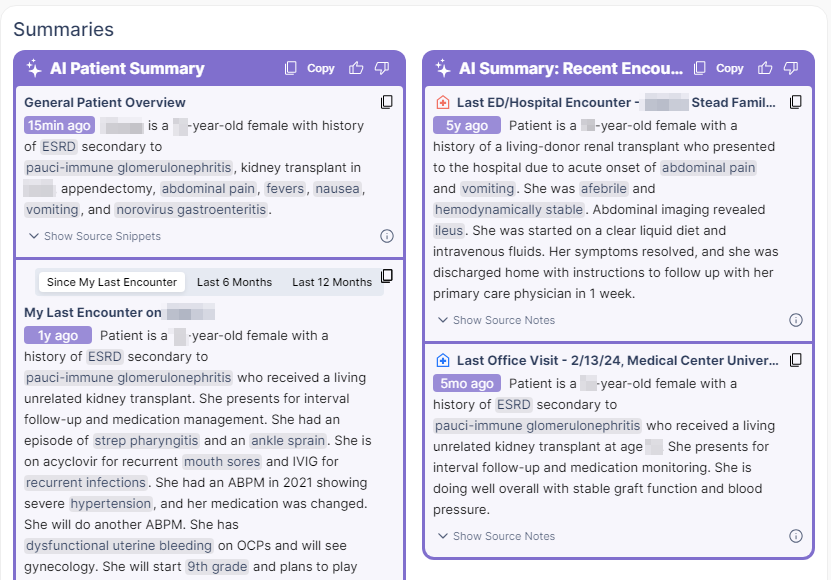 Summaries
AI Patient Summary
Copy
General Patient Overview
15min ago is a -year-old female with history
of ESRD secondary to
pauci-immune glomerulonephritis, kidney transplant in
appendectomy, abdominal pain, fevers, nausea,
vomiting, and norovirus gastroenteritis.
Show Source Snippets
Since My Last Encounter Last 6 Months Last 12 Months
My Last Encounter on
1y ago Patient is a -year-old female with a
history of ESRD secondary to
pauci-immune glomerulonephritis who received a living
unrelated kidney transplant. She presents for interval
follow-up and medication management. She had an
episode of strep pharyngitis and an ankle sprain. She is
on acyclovir for recurrent mouth sores and IVIG for
recurrent infections. She had an ABPM in 2021 showing
severe hypertension, and her medication was changed.
She will do another ABPM. She has
dysfunctional uterine bleeding on OCPs and will see
gynecology. She will start 9th grade and plans to play
AI Summary: Recent Encou...
Copy
Last ED/Hospital Encounter - Stead Famil...
5y ago Patient is a -year-old female with a
history of a living-donor renal transplant who presented
to the hospital due to acute onset of abdominal pain
and vomiting. She was afebrile and
hemodynamically stable. Abdominal imaging revealed
ileus. She was started on a clear liquid diet and
intravenous fluids. Her symptoms resolved, and she was
discharged home with instructions to follow up with her
primary care physician in 1 week.
Show Source Notes
Last Office Visit - 2/13/24, Medical Center Univer...
5mo ago Patient is a -year-old female with a
history of ESRD secondary to
pauci-immune glomerulonephritis who received a living
unrelated kidney transplant at age She presents for
interval follow-up and medication monitoring. She is
doing well overall with stable graft function and blood
pressure.
Show Source Notes